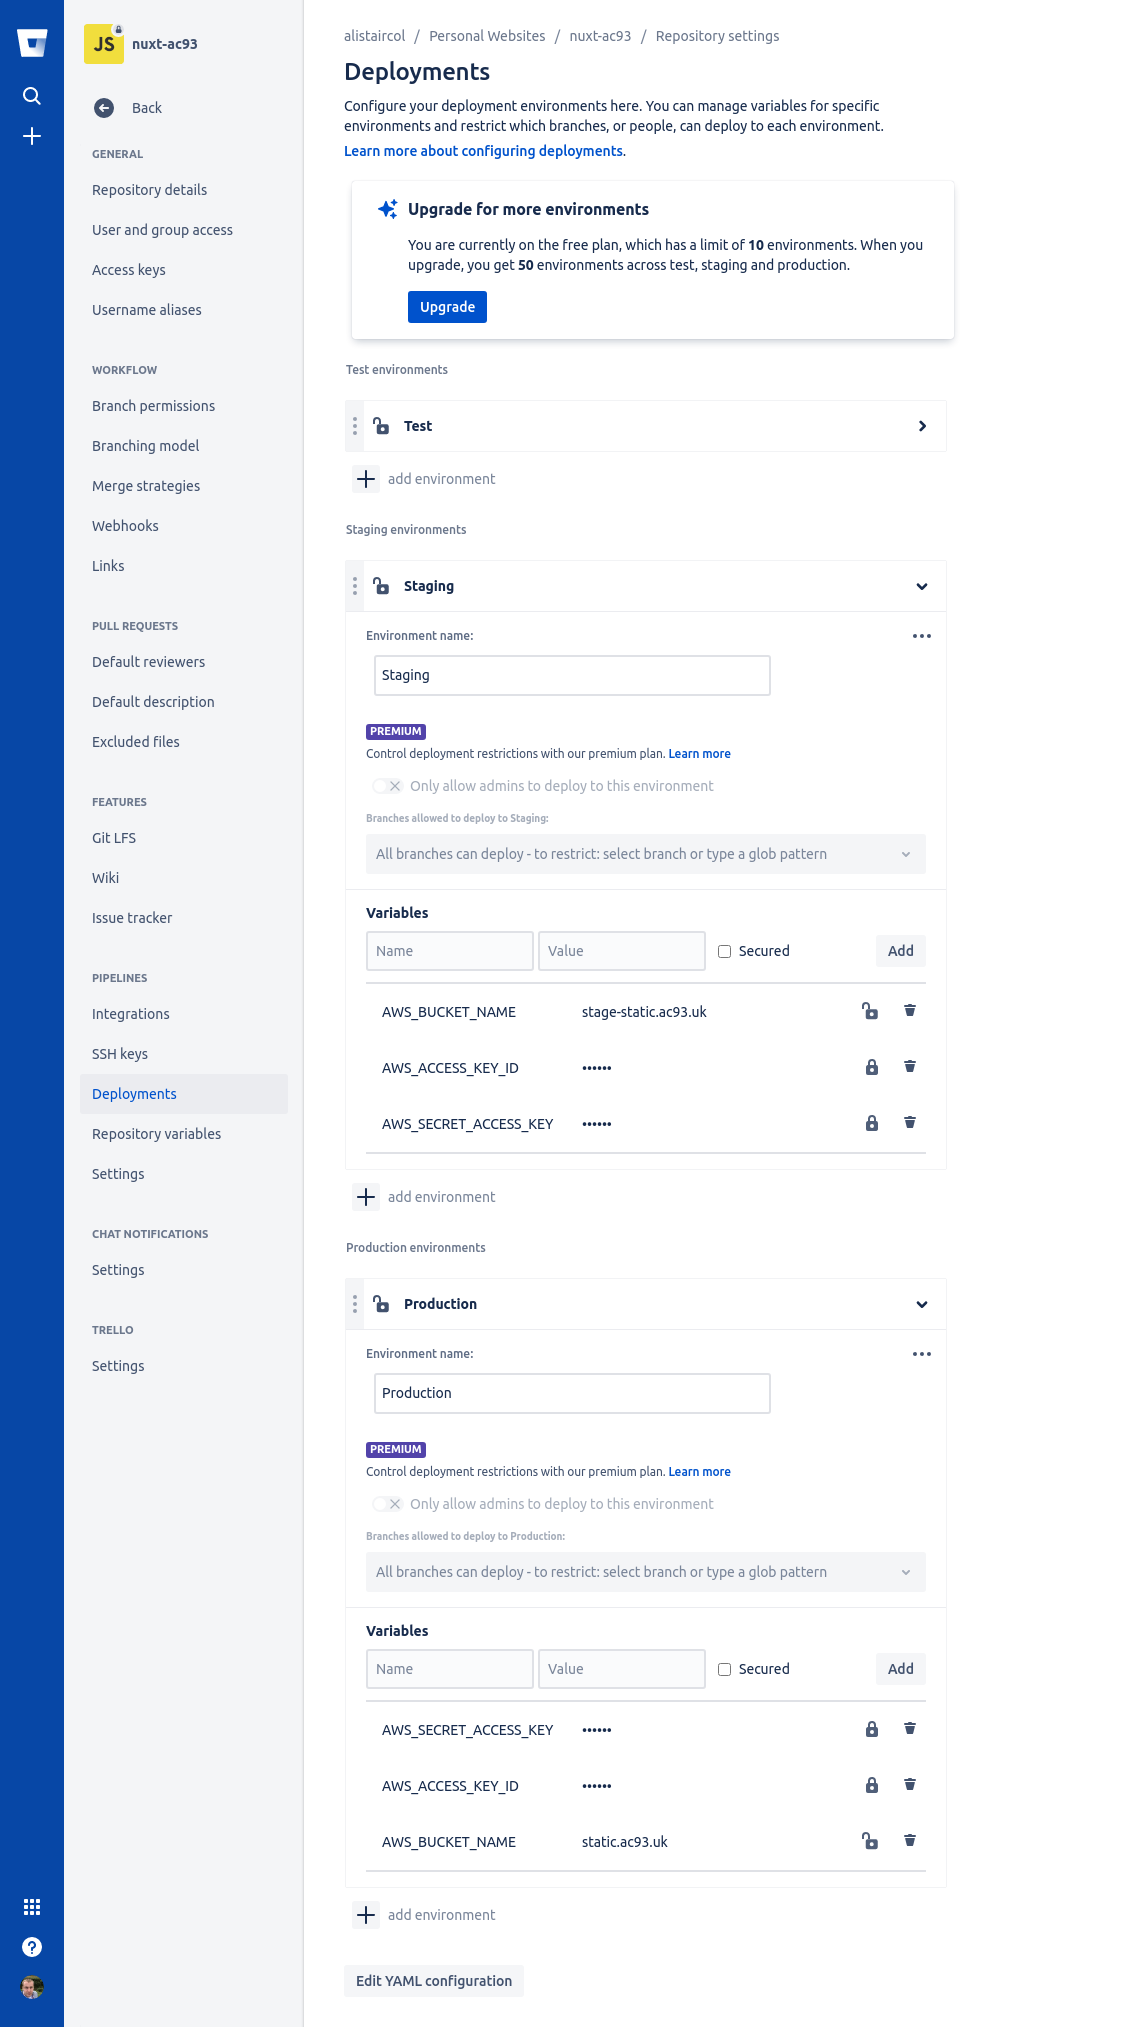 JS
nuxt-ac93
Back
GENERAL
Repository details
User and group access
Access keys
Username aliases
WORKFLOW
Branch permissions
Branching model
Merge strategies
Webhooks
Links
PULL REQUESTS
Default reviewers
Default description
Excluded files
FEATURES
Git LFS
Wiki
Issue tracker
PIPELINES
Integrations
SSH keys
Deployments
Repository variables
Settings
CHAT NOTIFICATIONS
Settings
TRELLO
Settings
alistaircol / Personal Websites / nuxt-ac93 / Repository settings
Deployments
Configure your deployment environments here. You can manage variables for specific
environments and restrict which branches, or people, can deploy to each environment.
Learn more about configuring deployments.
Upgrade for more environments
You are currently on the free plan, which has a limit of 10 environments. When you
upgrade, you get 50 environments across test, staging and production.
Upgrade
Test environments
Test
add environment
Staging environments
Staging
Environment name:
Staging
PREMIUM
Control deployment restrictions with our premium plan. Learn more
Only allow admins to deploy to this environment
Branches allowed to deploy to Staging:
All branches can deploy - to restrict: select branch or type a glob pattern
Variables
Name Value Secured Add
AWS_BUCKET_NAME stage-static.ac93.uk
AWS_ACCESS_KEY_ID ••••••
AWS_SECRET_ACCESS_KEY ••••••
add environment
Production environments
Production
Environment name:
Production
PREMIUM
Control deployment restrictions with our premium plan. Learn more
Only allow admins to deploy to this environment
Branches allowed to deploy to Production:
All branches can deploy - to restrict: select branch or type a glob pattern
Variables
Name Value Secured Add
AWS_SECRET_ACCESS_KEY ••••••
AWS_ACCESS_KEY_ID ••••••
AWS_BUCKET_NAME static.ac93.uk
add environment
Edit YAML configuration